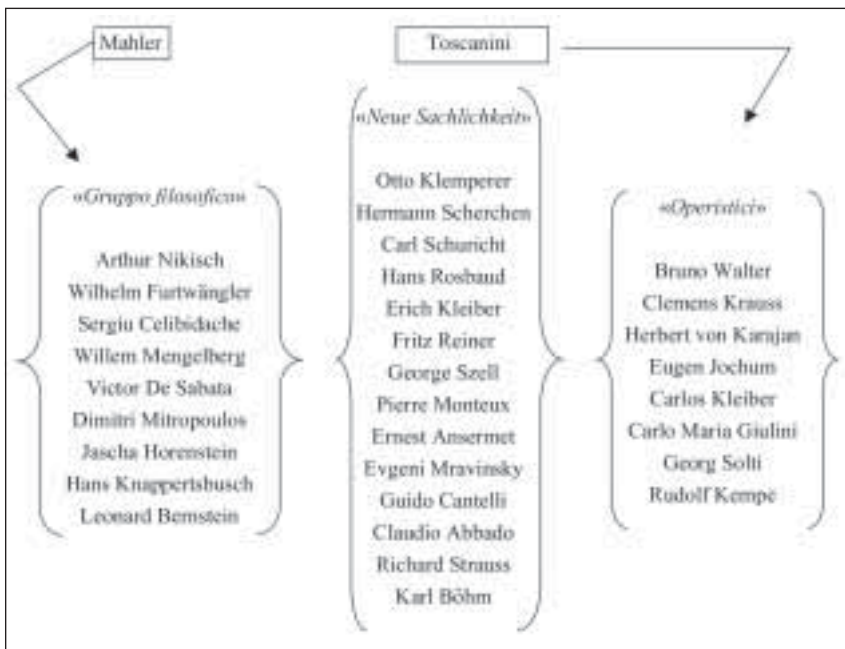 Mahler
Toscanini
«Gruppo filosofico»
Arthur Nikisch
Wilhelm Furtwängler
Sergiu Celibidache
Willem Mengelberg
Victor De Sabata
Dimitri Mitropoulos
Jascha Horenstein
Hans Knappertsbusch
Leonard Bernstein
«Neue Sachlichkeit»
Otto Klemperer
Hermann Scherchen
Carl Schuricht
Hans Rosbaud
Erich Kleiber
Fritz Reiner
George Szell
Pierre Monteux
Ernest Ansermet
Evgeni Mravinsky
Guido Cantelli
Claudio Abbado
Richard Strauss
Karl Böhm
«Operistici»
Bruno Walter
Clemens Krauss
Herbert von Karajan
Eugen Jochum
Carlos Kleiber
Carlo Maria Giulini
Georg Solti
Rudolf Kempe